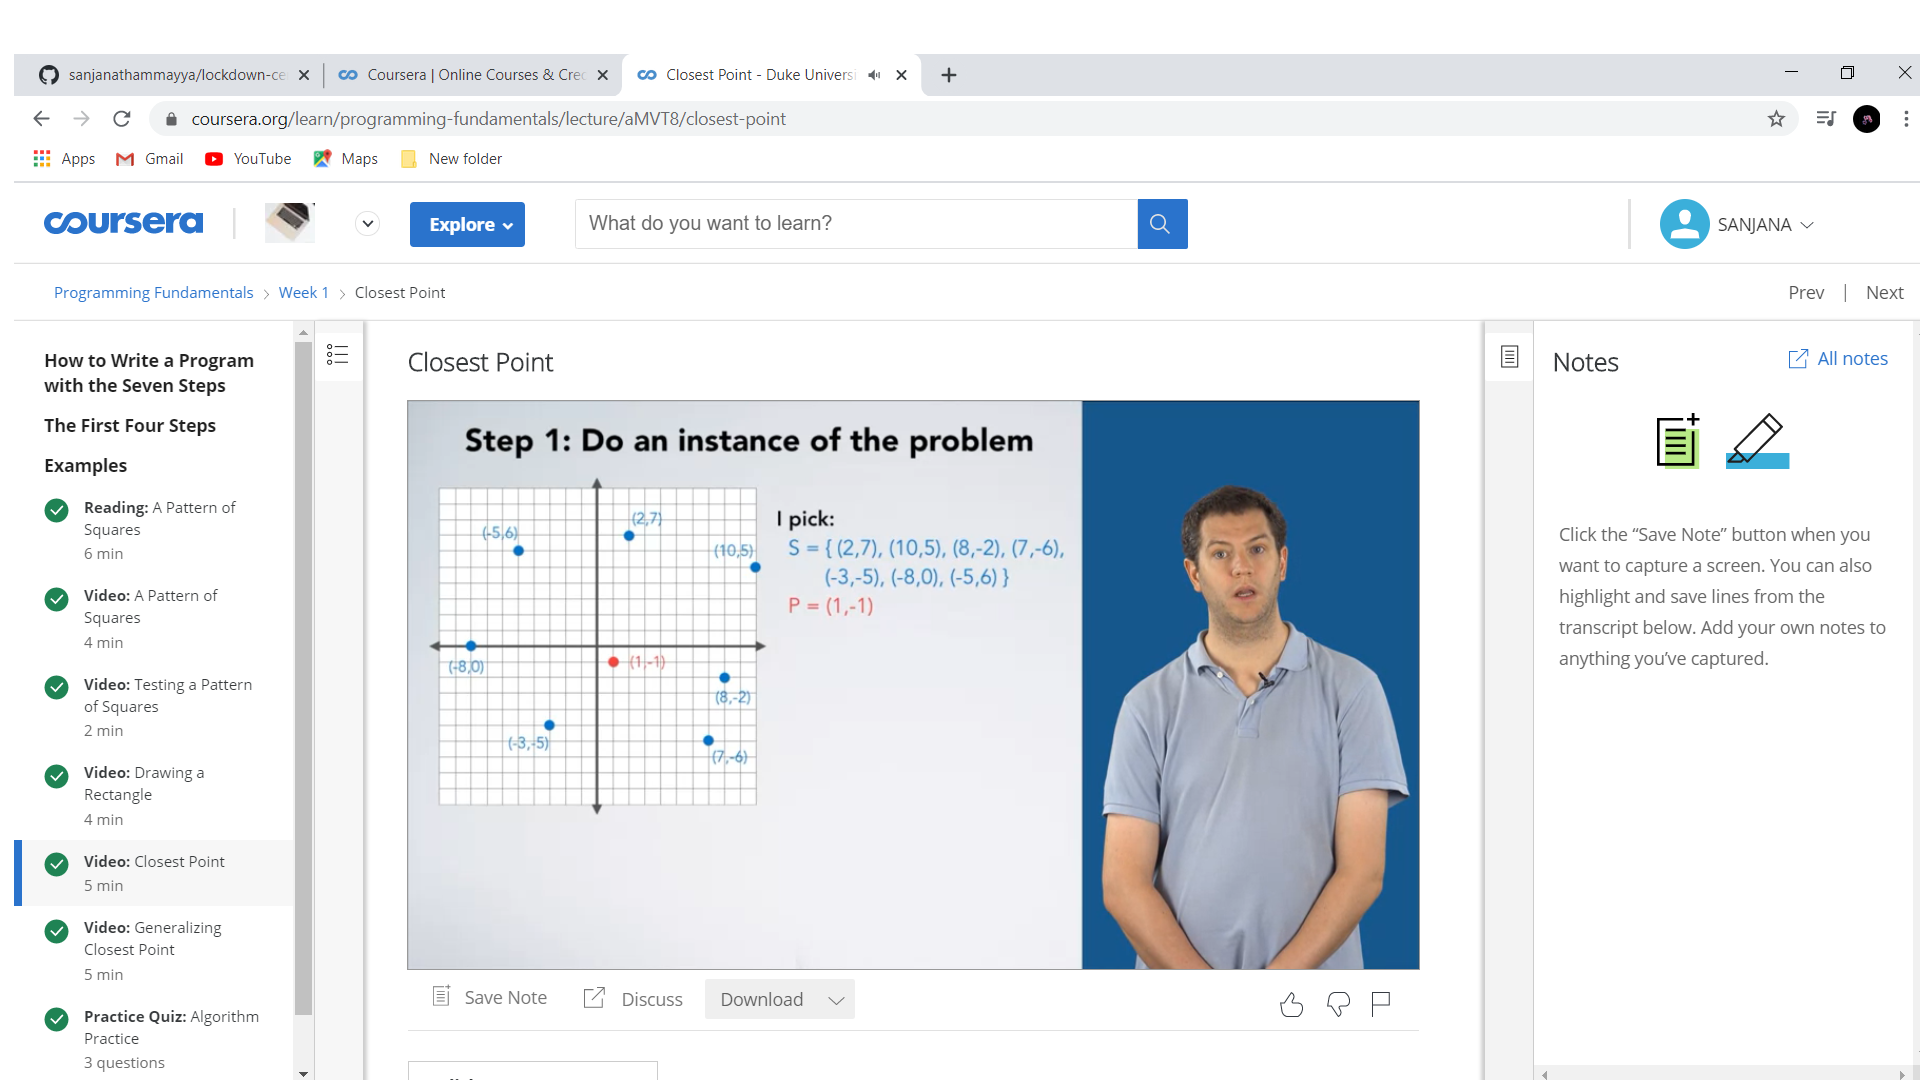 sanjanathammayya/lockdown-ce
Coursera | Online Courses & Cred
Closest Point - Duke Universi
coursera.org/learn/programming-fundamentals/lecture/aMVT8/closest-point
Apps
Gmail
YouTube
Maps
New folder
coursera
Explore
What do you want to learn?
SANJANA
Programming Fundamentals
Week 1
Closest Point
Prev | Next
How to Write a Program
with the Seven Steps
The First Four Steps
Examples
Reading: A Pattern of
Squares
6 min
Video: A Pattern of
Squares
4 min
Video: Testing a Pattern
of Squares
2 min
Video: Drawing a
Rectangle
4 min
Video: Closest Point
5 min
Video: Generalizing
Closest Point
5 min
Practice Quiz: Algorithm
Practice
3 questions
Closest Point
Step 1: Do an instance of the problem
(2,7)
(-5,6)
(10,5)
(-8,0)
(1,-1)
(8,-2)
(-3,-5)
(7,-6)
I pick:
S = { (2,7), (10,5), (8,-2), (7,-6),
(-3,-5), (-8,0), (-5,6) }
P = (1,-1)
Save Note
Discuss
Download
Notes
All notes
Click the “Save Note” button when you
want to capture a screen. You can also
highlight and save lines from the
transcript below. Add your own notes to
anything you’ve captured.